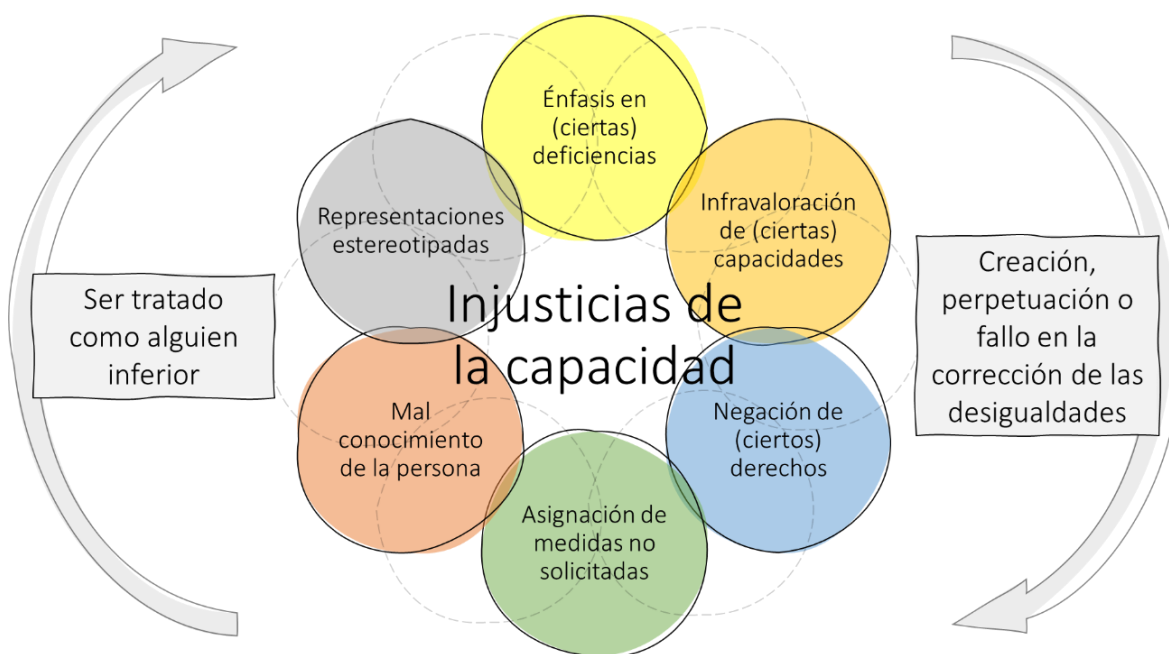 Énfasis en
(ciertas)
deficiencias
Infravaloración
de (ciertas)
capacidades
Negación de
(ciertos)
derechos
Asignación de
medidas no
solicitadas
Mal
conocimiento
de la persona
Representaciones
estereotipadas
Injusticias de
la capacidad
Ser tratado
como alguien
inferior
Creación,
perpetuación o
fallo en la
corrección de las
desigualdades